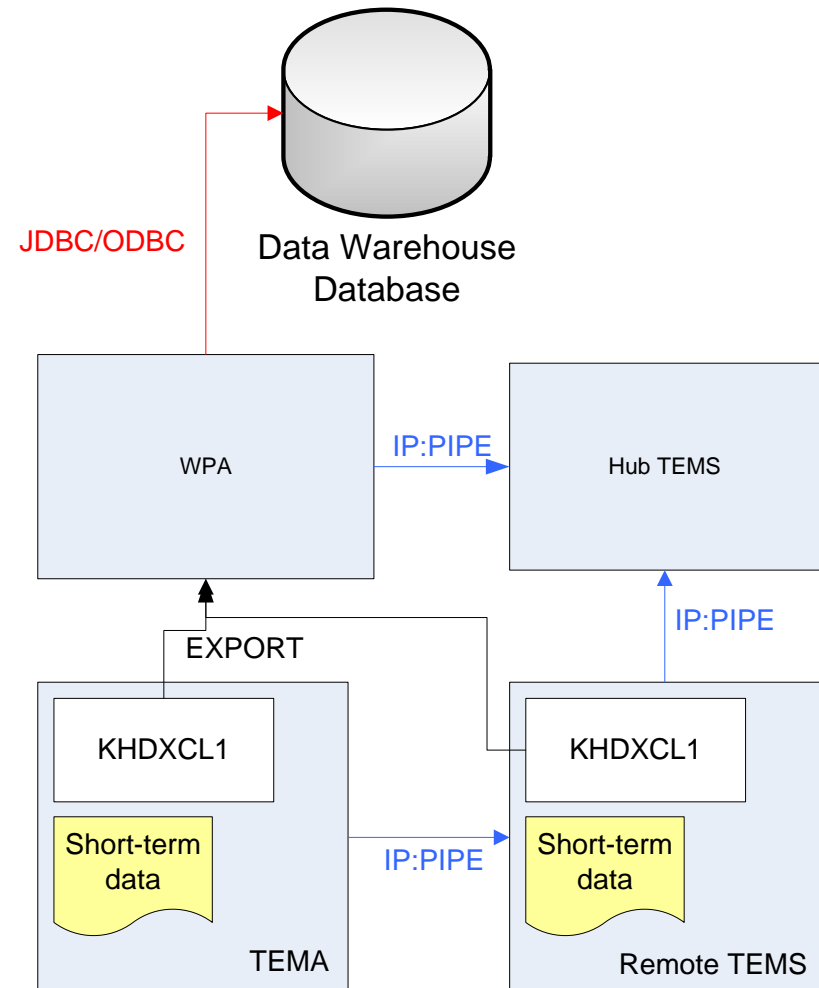 JDBC/ODBC
Data Warehouse
Database
WPA
IP:PIPE
Hub TEMS
IP:PIPE
EXPORT
KHDXCL1
KHDXCL1
Short-term
data
IP:PIPE
Short-term
data
TEMA
Remote TEMS